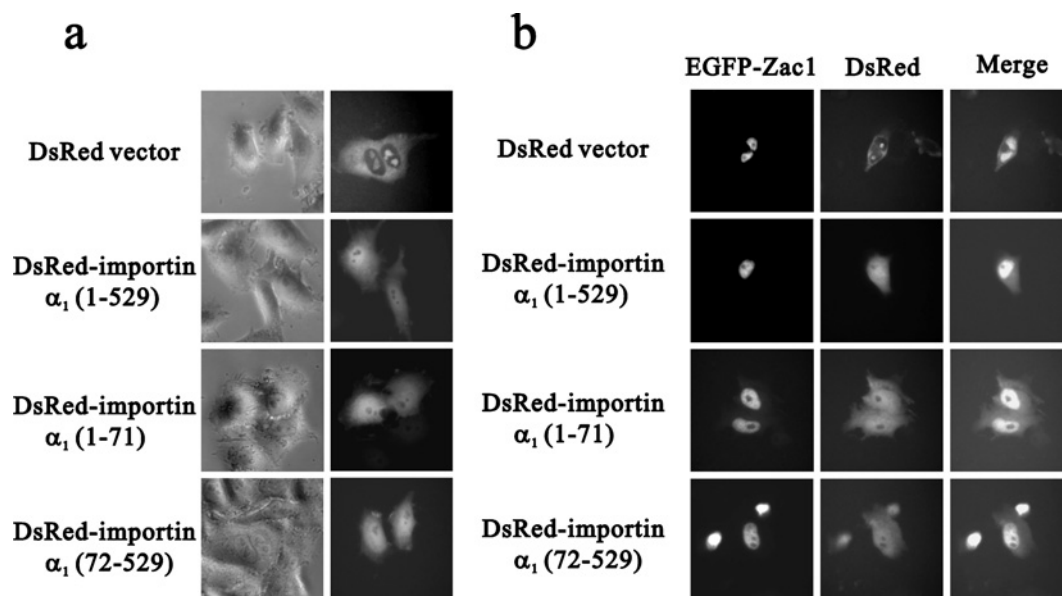 a
DsRed vector
DsRed-importin
α₁ (1-529)
DsRed-importin
α₁ (1-71)
DsRed-importin
α₁ (72-529)
b
EGFP-Zac1 DsRed Merge
DsRed vector
DsRed-importin
α₁ (1-529)
DsRed-importin
α₁ (1-71)
DsRed-importin
α₁ (72-529)